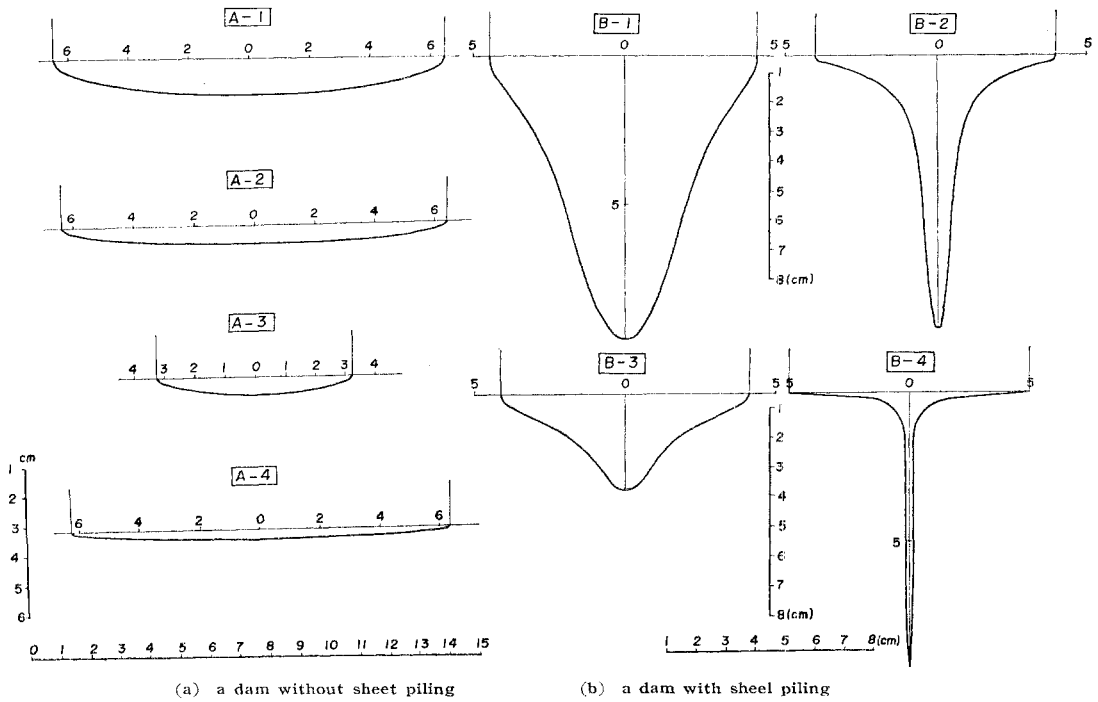 A-1
6 4 2 0 2 4 6
A-2
6 4 2 0 2 4 6
A-3
4 3 2 1 0 1 2 3 4
A-4
6 4 2 0 2 4 6
cm
1
2
3
4
5
6
0 1 2 3 4 5 6 7 8 9 10 11 12 13 14 15
(a) a dam without sheet piling
B-1
5 0 5
5
1
2
3
4
5
6
7
8(cm)
B-2
5 0 5
B-3
5 0 5
1
2
3
4
5
6
7
8(cm)
B-4
5 0 5
5
1 2 3 4 5 6 7 8(cm)
(b) a dam with sheel piling